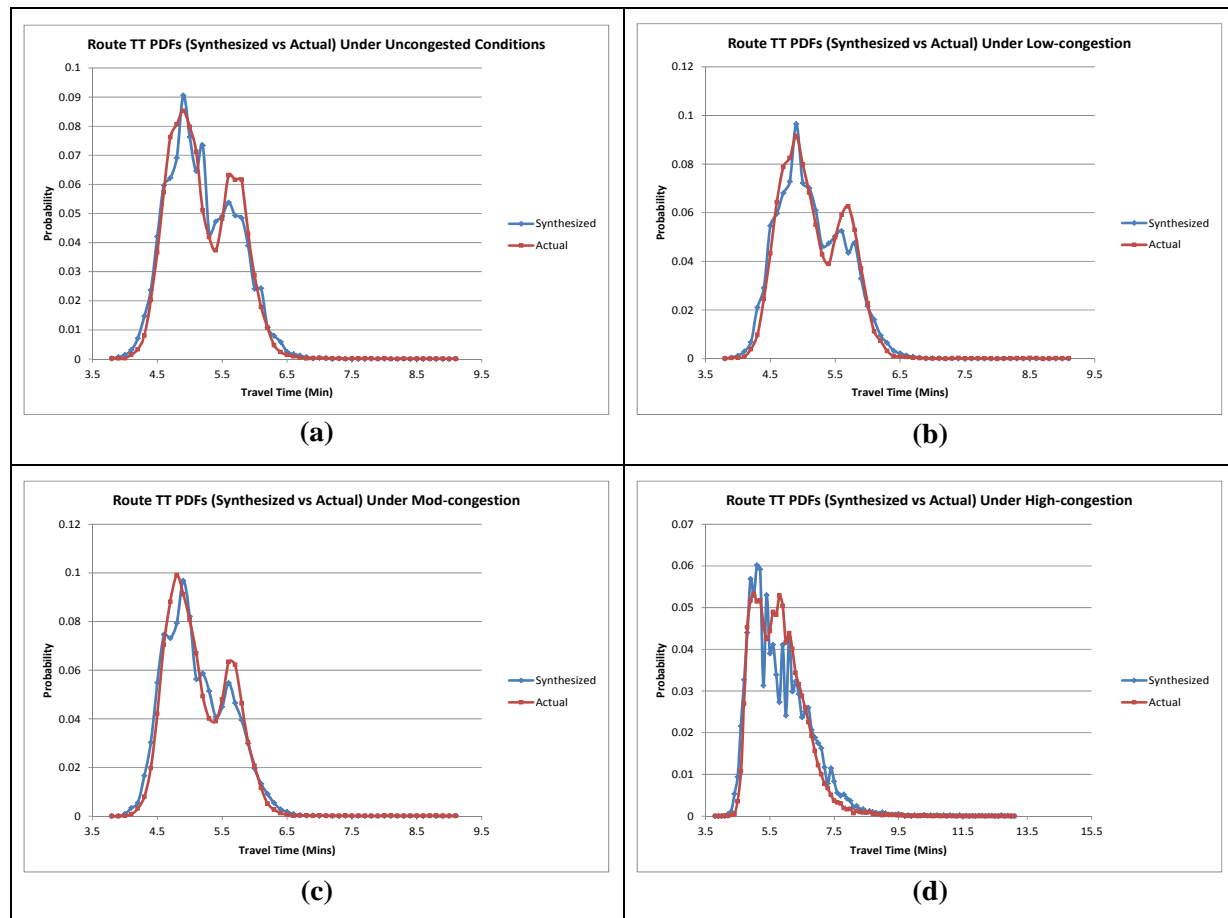 Route TT PDFs (Synthesized vs Actual) Under Uncongested Conditions
0.1
0.09
0.08
0.07
0.06
0.05
0.04
0.03
0.02
0.01
0
Probability
3.5 4.5 5.5 6.5 7.5 8.5 9.5
Travel Time (Min)
Synthesized
Actual
(a)
Route TT PDFs (Synthesized vs Actual) Under Low-congestion
0.12
0.1
0.08
0.06
0.04
0.02
0
Probability
3.5 4.5 5.5 6.5 7.5 8.5 9.5
Travel Time (Mins)
Synthesized
Actual
(b)
Route TT PDFs (Synthesized vs Actual) Under Mod-congestion
0.12
0.1
0.08
0.06
0.04
0.02
0
Probability
3.5 4.5 5.5 6.5 7.5 8.5 9.5
Travel Time (Mins)
Synthesized
Actual
(c)
Route TT PDFs (Synthesized vs Actual) Under High-congestion
0.07
0.06
0.05
0.04
0.03
0.02
0.01
0
Probability
3.5 5.5 7.5 9.5 11.5 13.5 15.5
Travel Time (Mins)
Synthesized
Actual
(d)